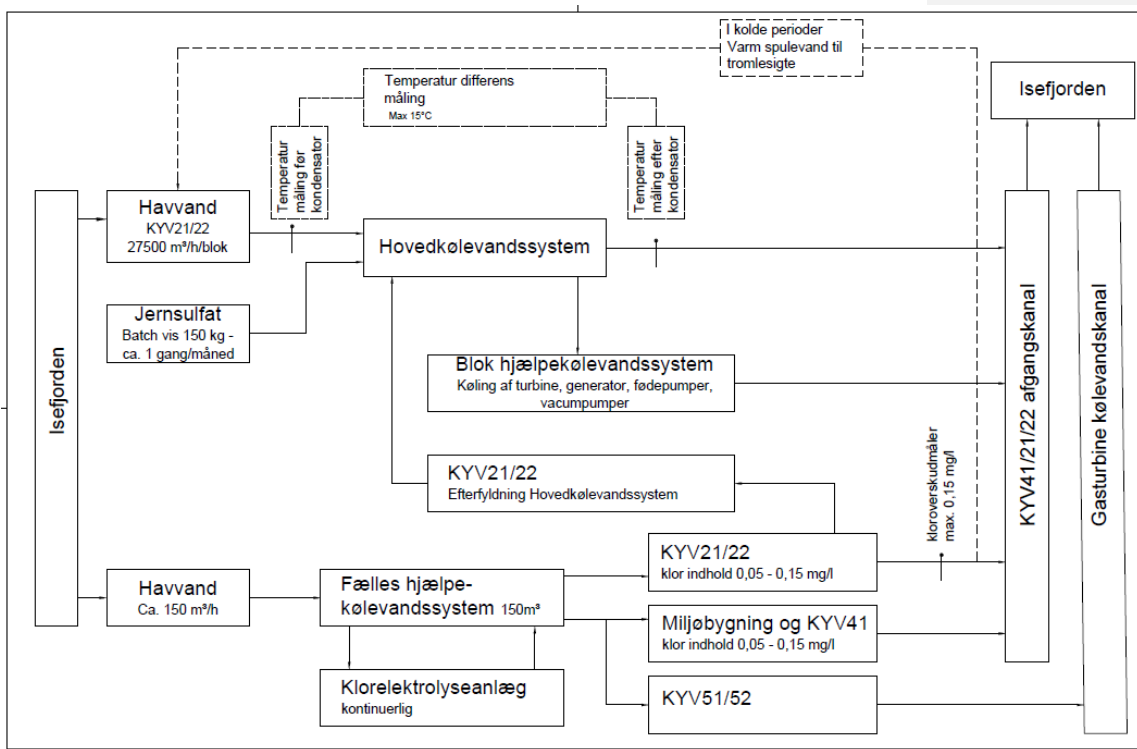 I kolde perioder
Varm spulevand til
tromlesigte
Temperatur differens
måling
Max 15°C
Isefjorden
Temperatur
måling før
kondensator
Temperatur
måling efter
kondensator
Havvand
KYV21/22
27500 m³/h/blok
Hovedkølevandssystem
Jernsulfat
Batch vis 150 kg -
ca. 1 gang/måned
Blok hjælpekølevandssystem
Køling af turbine, generator, fødepumper,
vacumpumper
Isefjorden
KYV41/21/22 afgangskanal
Gasturbine kølevandskanal
KYV21/22
Efterfyldning Hovedkølevandssystem
kloroverskudmåler
max. 0,15 mg/l
KYV21/22
klor indhold 0,05 - 0,15 mg/l
Havvand
Ca. 150 m³/h
Fælles hjælpe-
kølevandssystem 150m³
Miljøbygning og KYV41
klor indhold 0,05 - 0,15 mg/l
Klorelektrolyseanlæg
kontinuerlig
KYV51/52